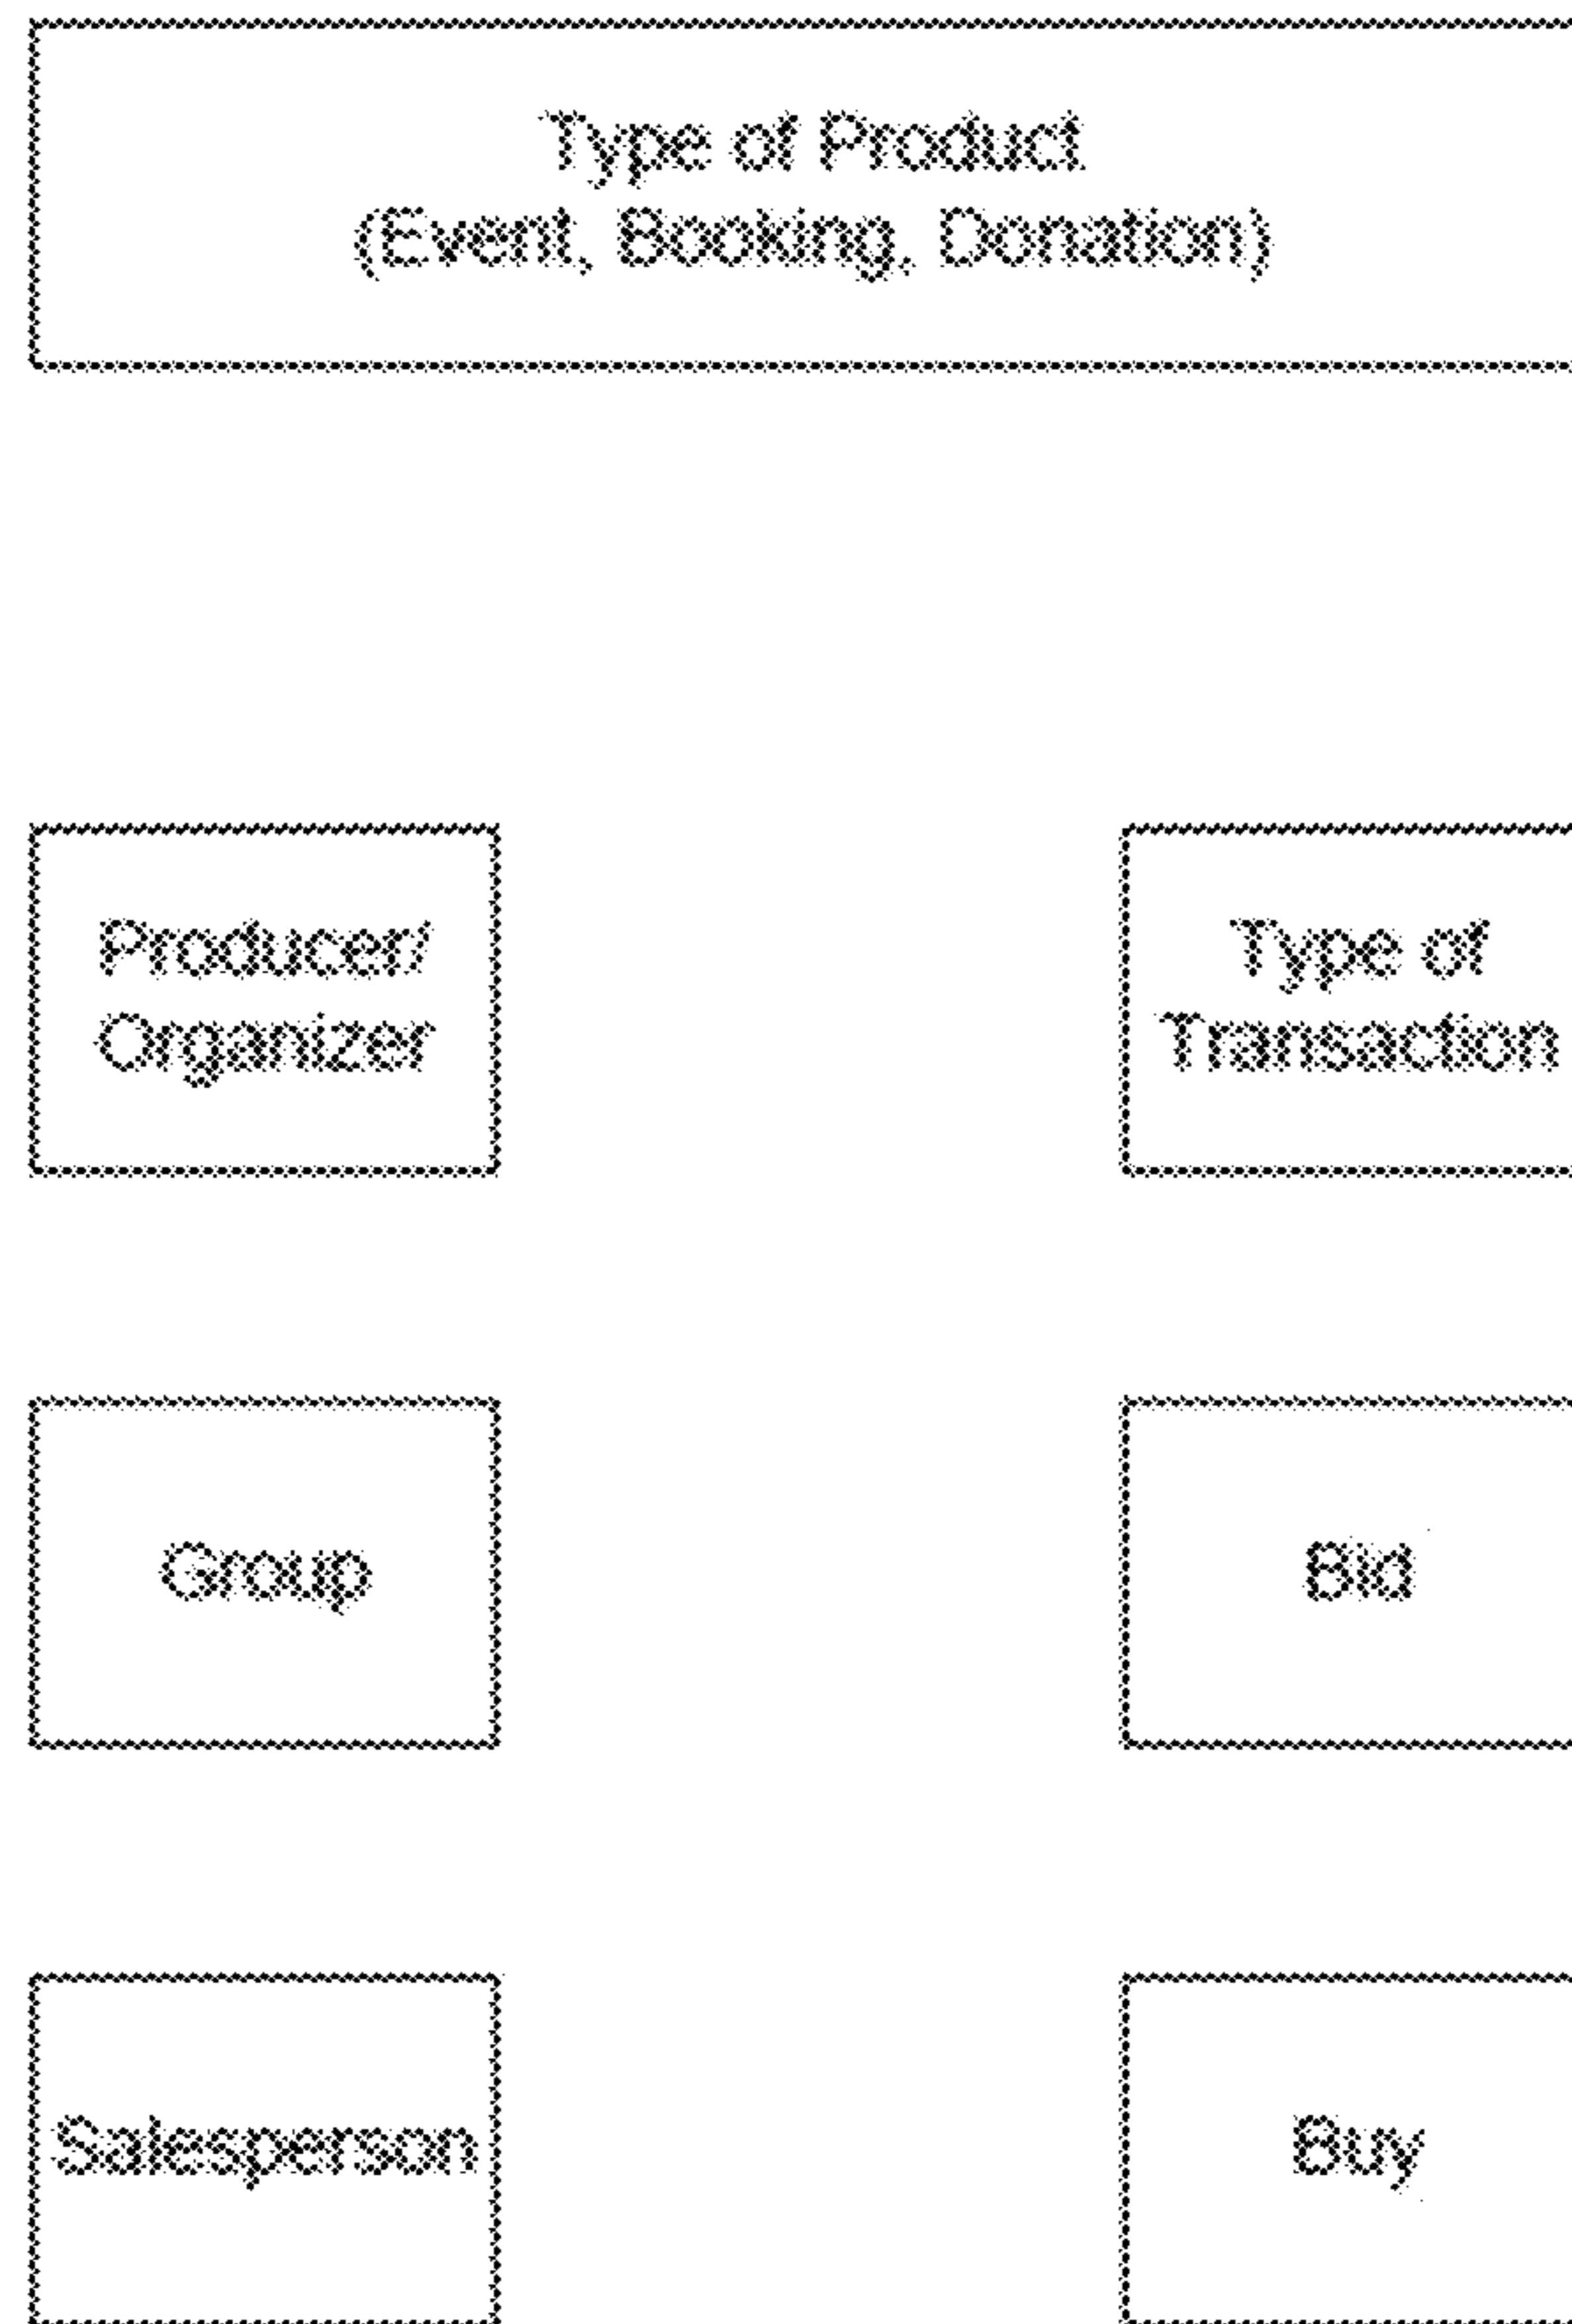 Type of Product
(Event, Booking, Donation)
Producer/
Organizer
Type of
Transaction
Group
Bid
Salesperson
Buy